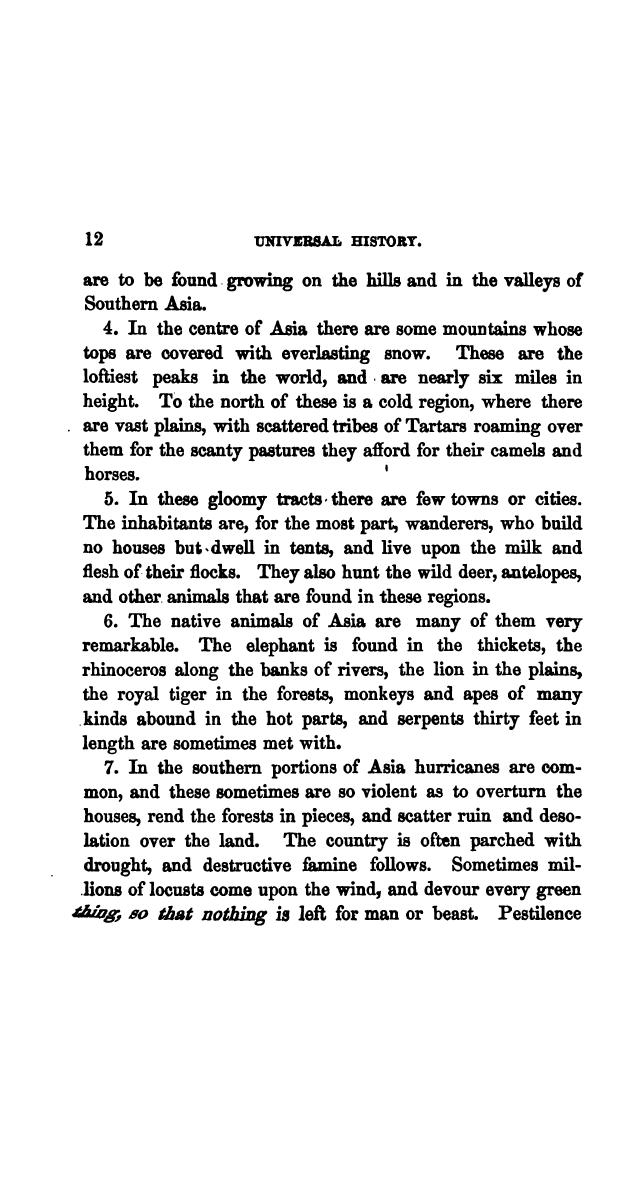 12 UNIVERSAL HISTORY.
are to be found growing on the hills and in the valleys of
Southern Asia.
4. In the centre of Asia there are some mountains whose
tops are covered with everlasting snow. These are the
loftiest peaks in the world, and are nearly six miles in
height. To the north of these is a cold region, where there
are vast plains, with scattered tribes of Tartars roaming over
them for the scanty pastures they afford for their camels and
horses.
5. In these gloomy tracts there are few towns or cities.
The inhabitants are, for the most part, wanderers, who build
no houses but dwell in tents, and live upon the milk and
flesh of their flocks. They also hunt the wild deer, antelopes,
and other animals that are found in these regions.
6. The native animals of Asia are many of them very
remarkable. The elephant is found in the thickets, the
rhinoceros along the banks of rivers, the lion in the plains,
the royal tiger in the forests, monkeys and apes of many
kinds abound in the hot parts, and serpents thirty feet in
length are sometimes met with.
7. In the southern portions of Asia hurricanes are com-
mon, and these sometimes are so violent as to overturn the
houses, rend the forests in pieces, and scatter ruin and deso-
lation over the land. The country is often parched with
drought, and destructive famine follows. Sometimes mil-
lions of locusts come upon the wind, and devour every green
thing, so that nothing is left for man or beast. Pestilence